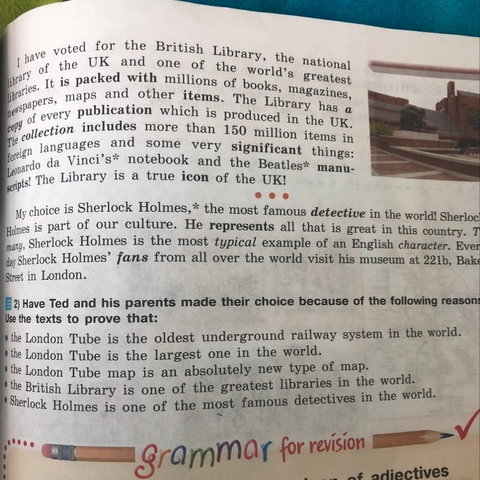 I have voted for the British Library, the national
library of the UK and one of the world's greatest
libraries. It is packed with millions of books, magazines,
newspapers, maps and other items. The Library has a
copy of every publication which is produced in the UK.
The collection includes more than 150 million items in
foreign languages and some very significant things:
Leonardo da Vinci's* notebook and the Beatles* manu-
scripts! The Library is a true icon of the UK!
My choice is Sherlock Holmes,* the most famous detective in the world! Sherloc
Holmes is part of our culture. He represents all that is great in this country. T
many, Sherlock Holmes is the most typical example of an English character. Ever
day Sherlock Holmes' fans from all over the world visit his museum at 221b, Bake
Street in London.
2) Have Ted and his parents made their choice because of the following reasons
Use the texts to prove that:
• the London Tube is the oldest underground railway system in the world.
• the London Tube is the largest one in the world.
• the London Tube map is an absolutely new type of map.
• the British Library is one of the greatest libraries in the world.
• Sherlock Holmes is one of the most famous detectives in the world.
grammar for revision
of adjectives